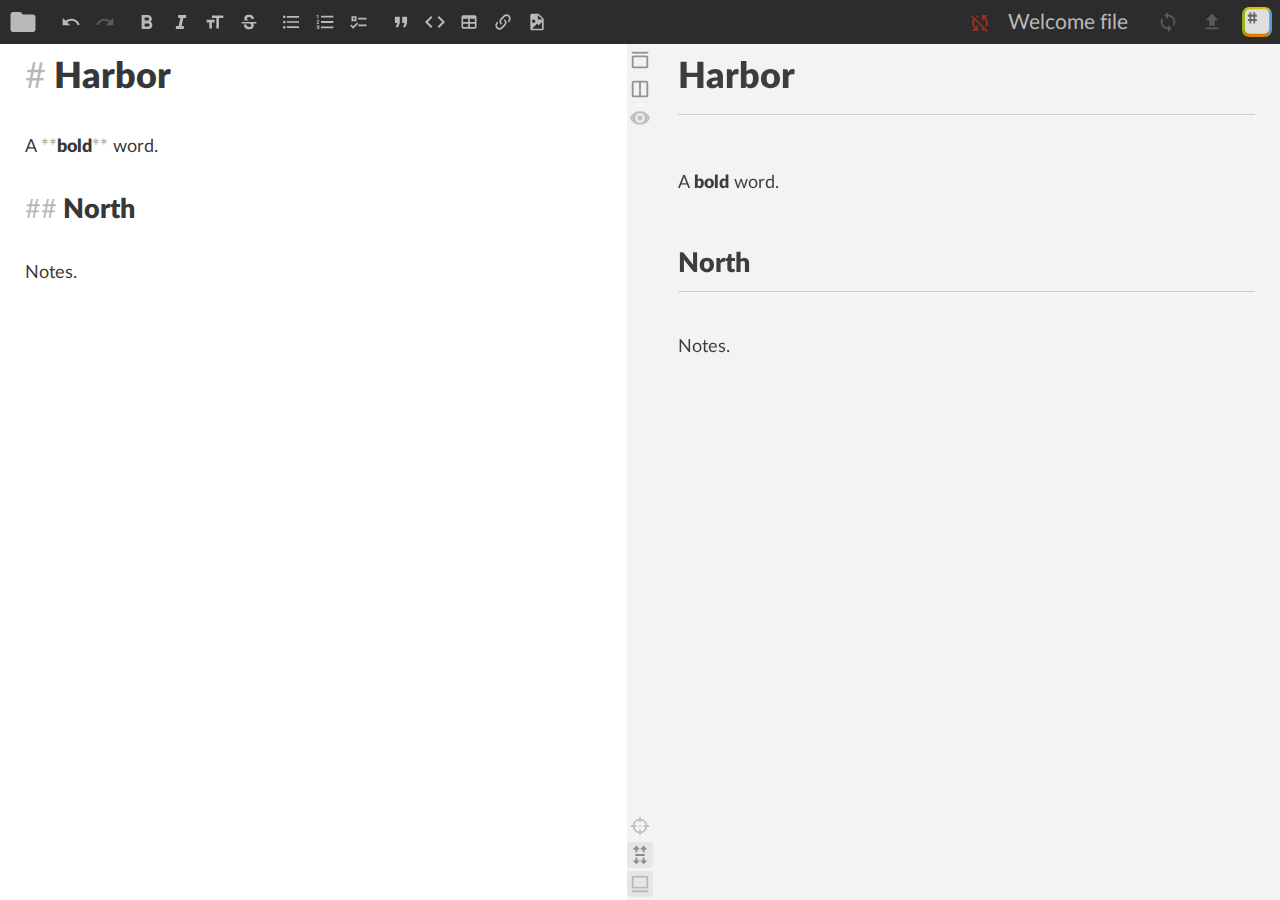 Welcome file
# Harbor
A **bold** word.
## North
Notes.
Harbor
A bold word.
North
Notes.